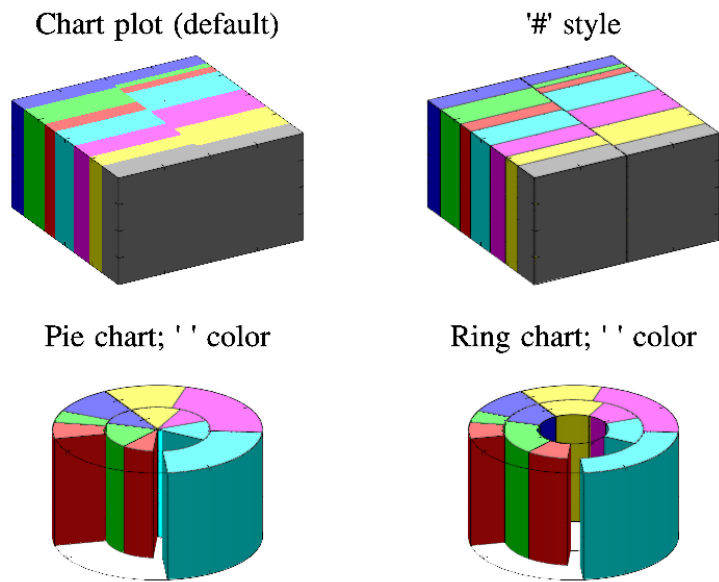 Chart plot (default)
'#' style
Pie chart; ' ' color
Ring chart; ' ' color